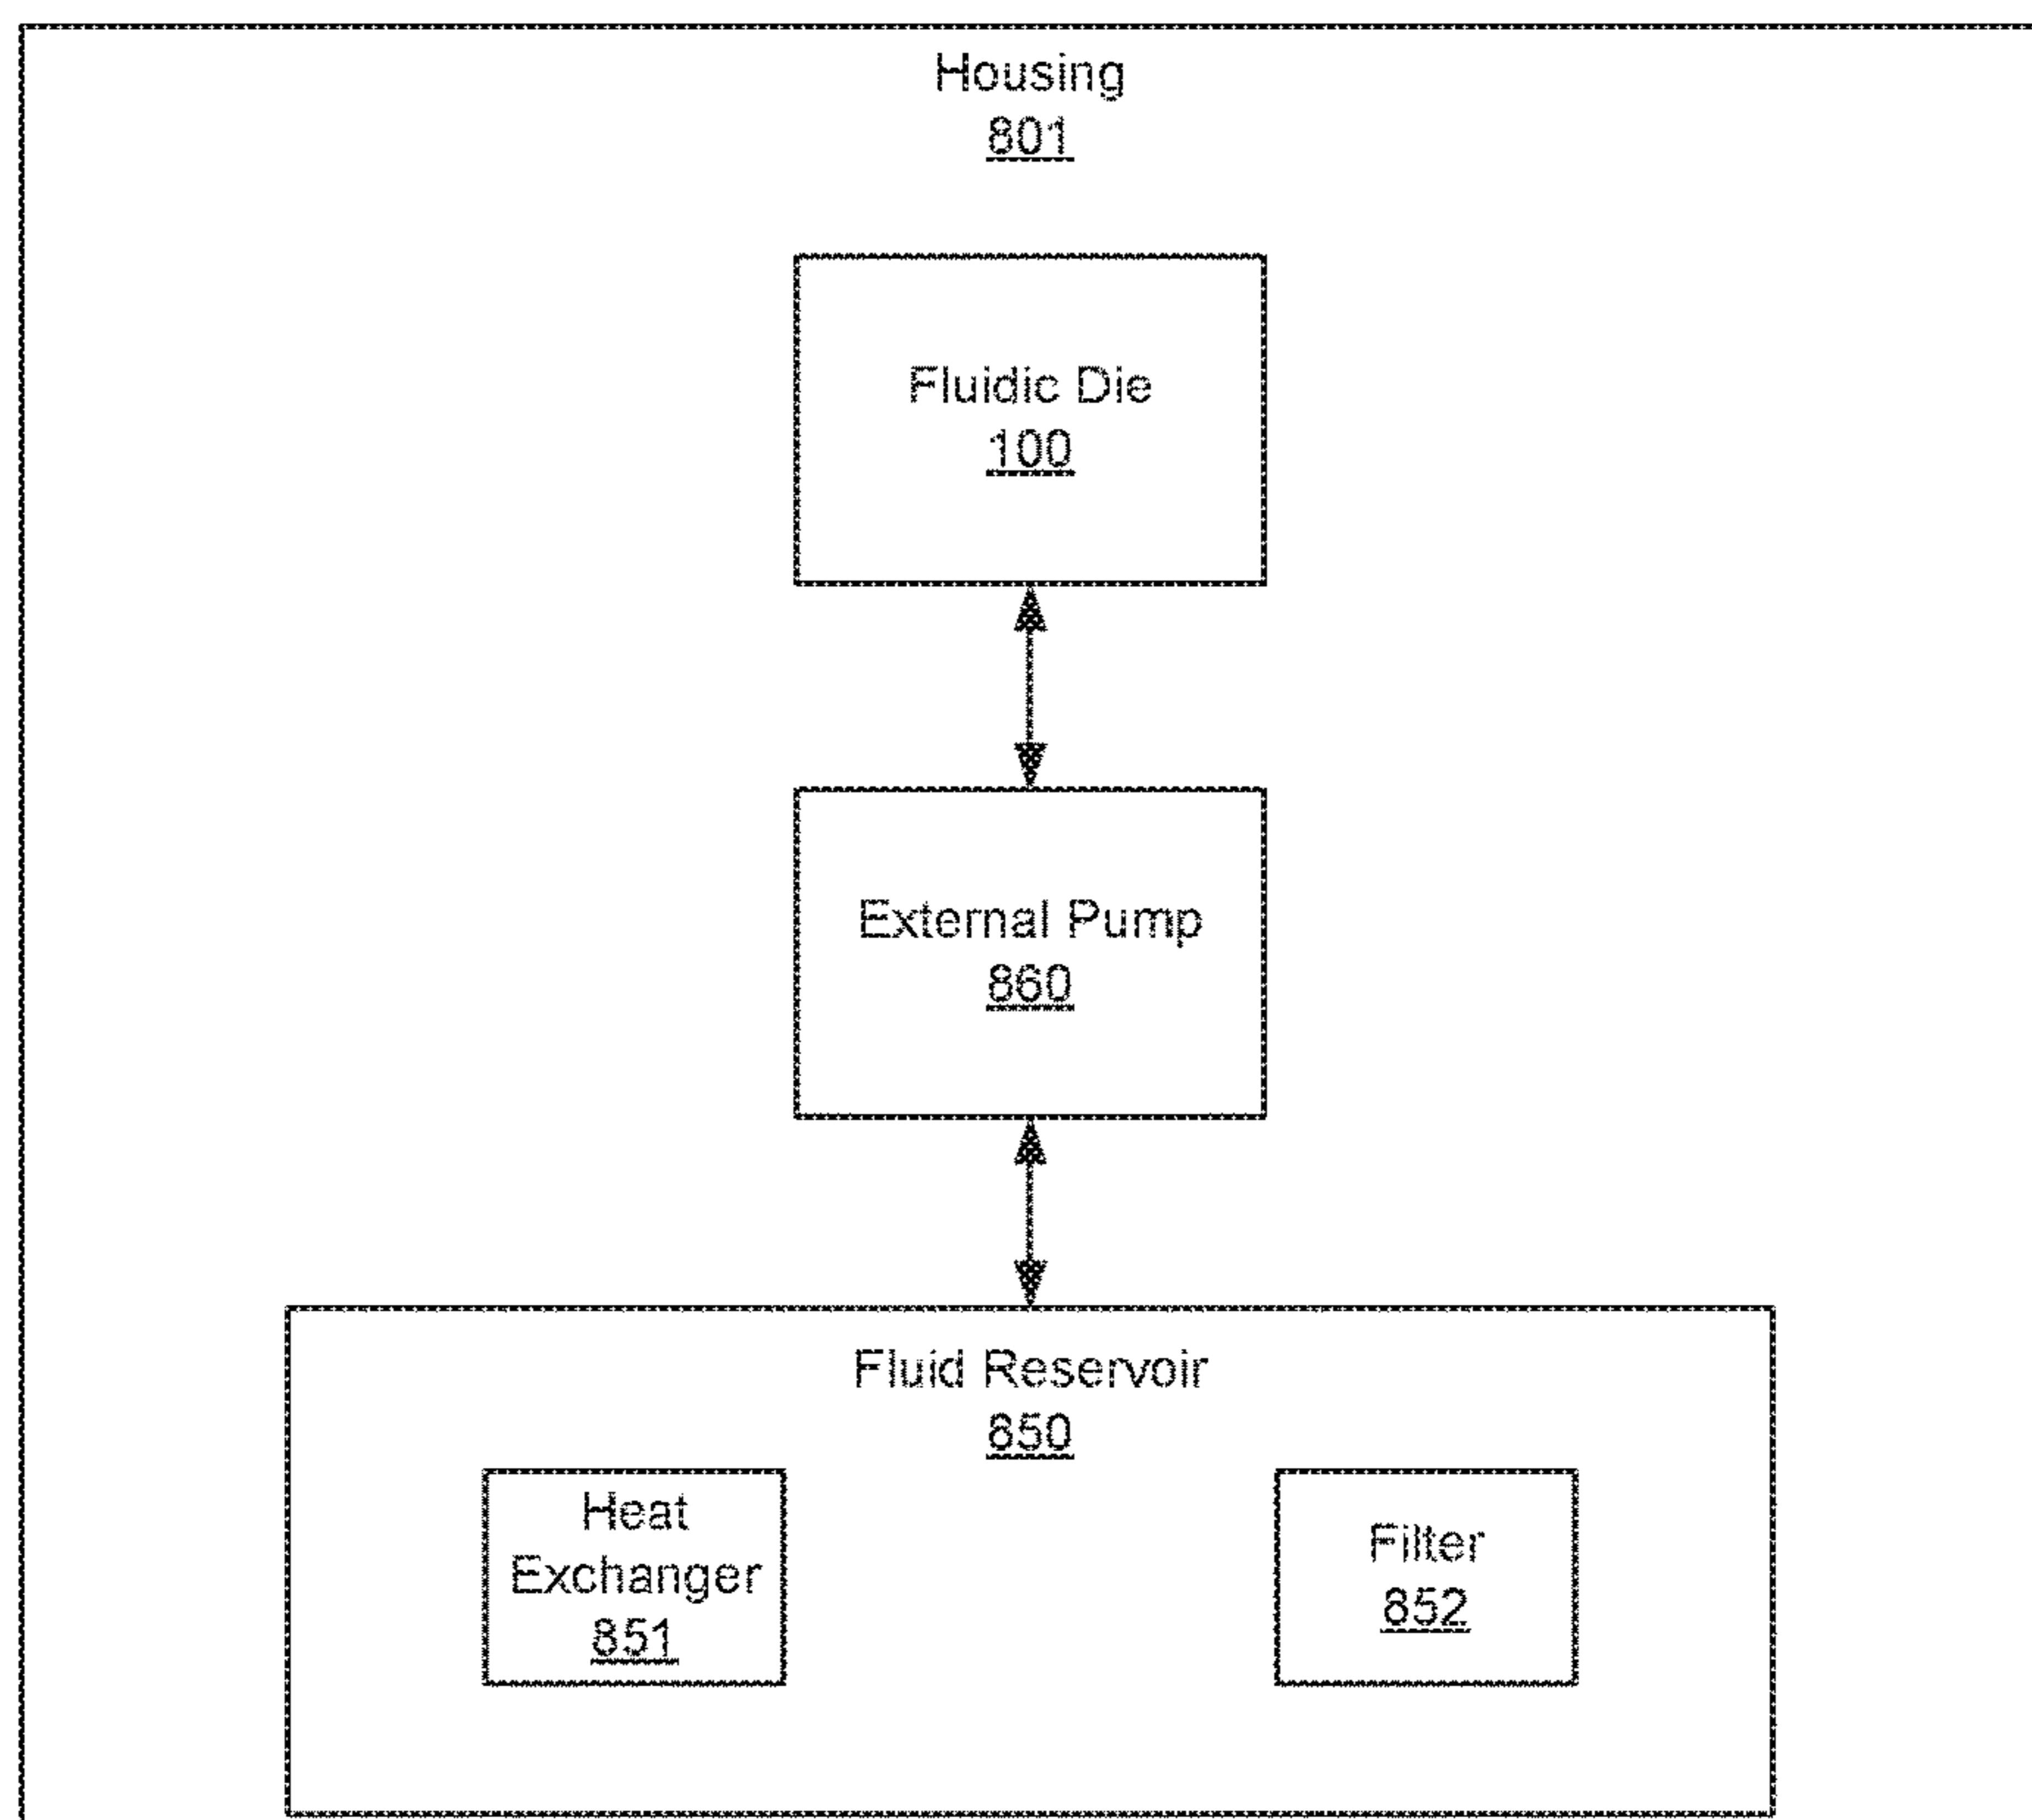 Housing
801
Fluidic Die
100
External Pump
860
Fluid Reservoir
850
Heat
Exchanger
851
Filter
852